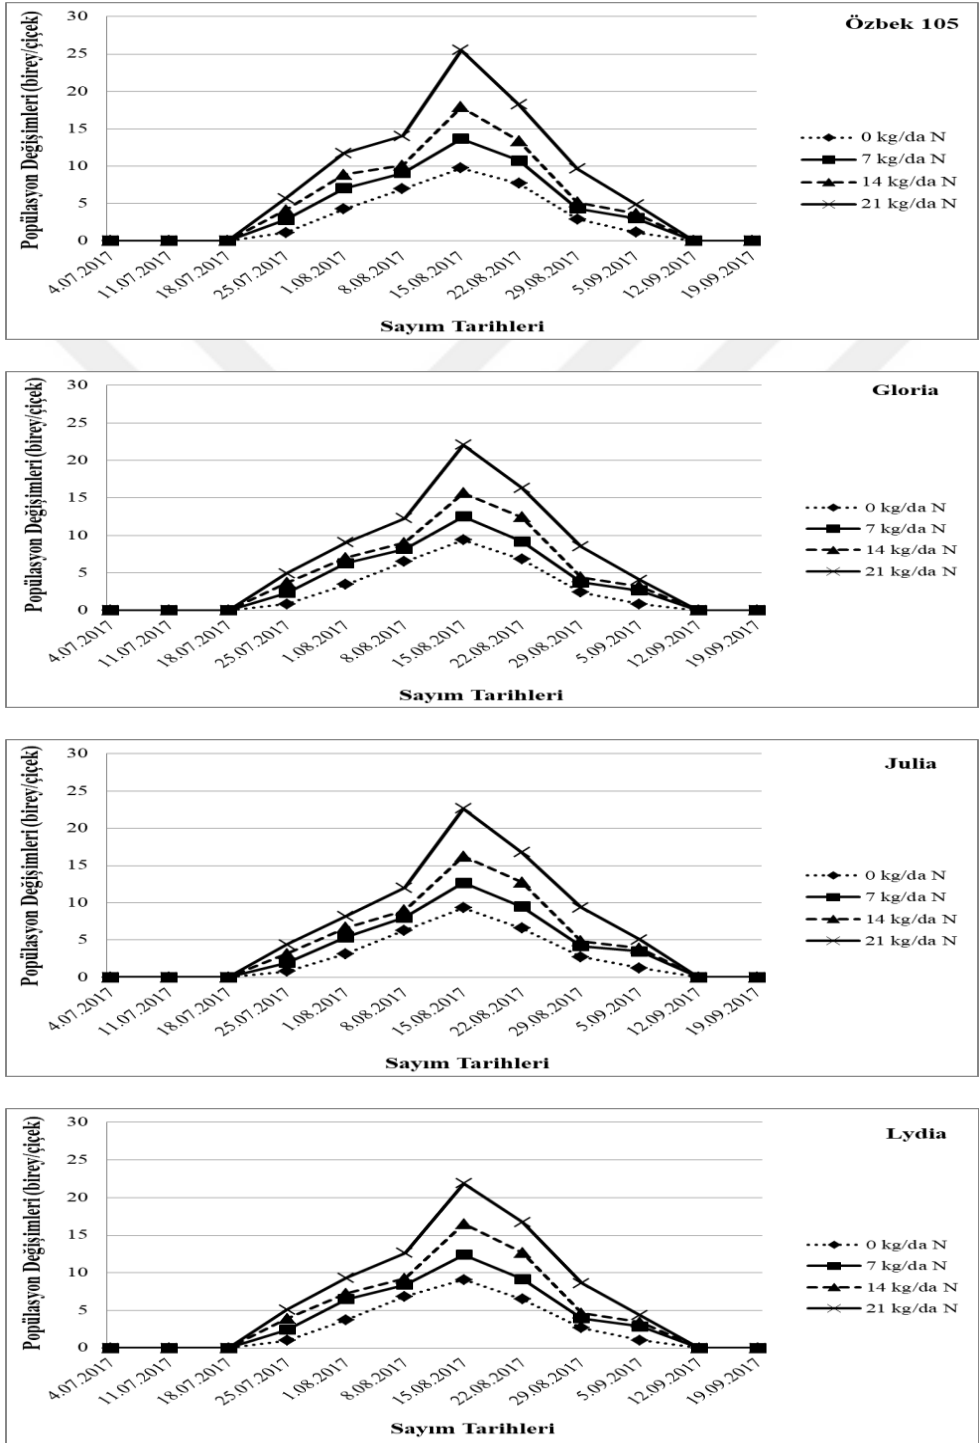 Özbek 105
Popülasyon Değişimleri (birey/çiçek)
30
25
20
15
10
5
0
0 kg/da N
7 kg/da N
14 kg/da N
21 kg/da N
4.07.2017
11.07.2017
18.07.2017
25.07.2017
1.08.2017
8.08.2017
15.08.2017
22.08.2017
29.08.2017
5.09.2017
12.09.2017
19.09.2017
Sayım Tarihleri
Gloria
Popülasyon Değişimleri (birey/çiçek)
30
25
20
15
10
5
0
0 kg/da N
7 kg/da N
14 kg/da N
21 kg/da N
4.07.2017
11.07.2017
18.07.2017
25.07.2017
1.08.2017
8.08.2017
15.08.2017
22.08.2017
29.08.2017
5.09.2017
12.09.2017
19.09.2017
Sayım Tarihleri
Julia
Popülasyon Değişimleri (birey/çiçek)
30
25
20
15
10
5
0
0 kg/da N
7 kg/da N
14 kg/da N
21 kg/da N
4.07.2017
11.07.2017
18.07.2017
25.07.2017
1.08.2017
8.08.2017
15.08.2017
22.08.2017
29.08.2017
5.09.2017
12.09.2017
19.09.2017
Sayım Tarihleri
Lydia
Popülasyon Değişimleri (birey/çiçek)
30
25
20
15
10
5
0
0 kg/da N
7 kg/da N
14 kg/da N
21 kg/da N
4.07.2017
11.07.2017
18.07.2017
25.07.2017
1.08.2017
8.08.2017
15.08.2017
22.08.2017
29.08.2017
5.09.2017
12.09.2017
19.09.2017
Sayım Tarihleri